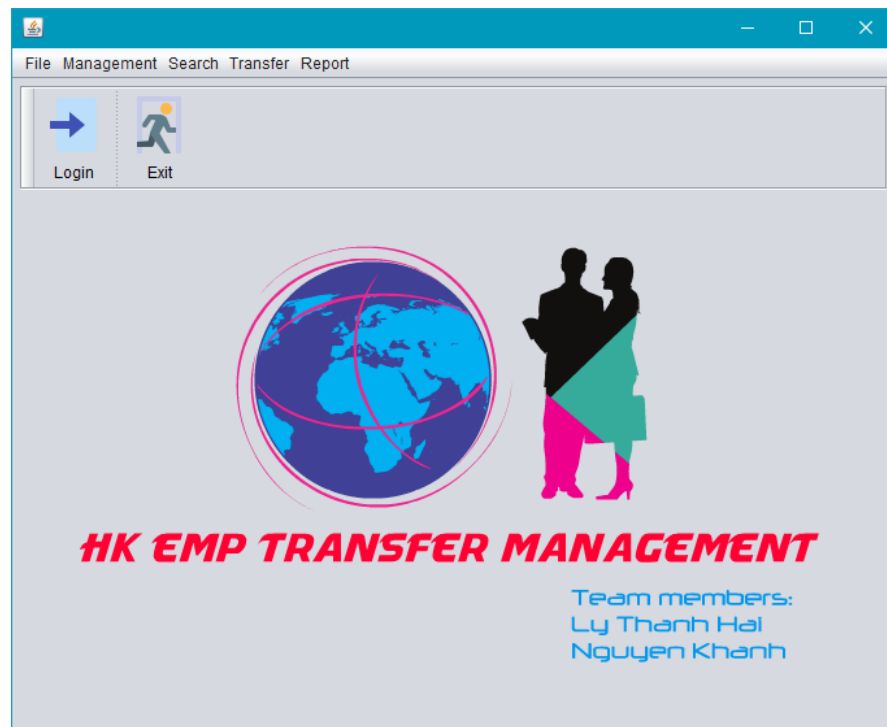 File Management Search Transfer Report
Login Exit
HK EMP TRANSFER MANAGEMENT
Team members:
Ly Thanh Hai
Nguyen Khanh